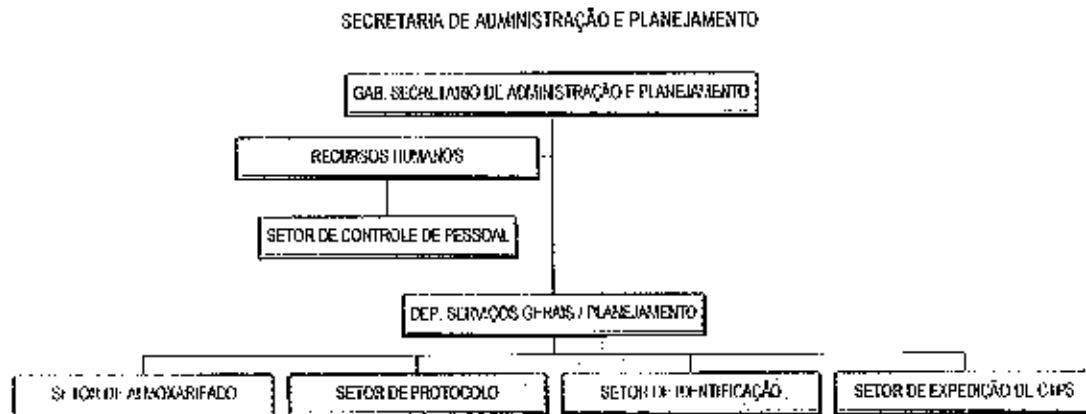 SECRETARIA DE ADMINISTRAÇÃO E PLANEJAMENTO
GAB. SECRETARIO DE ADMINISTRAÇÃO E PLANEJAMENTO
RECURSOS HUMANOS
SETOR DE CONTROLE DE PESSOAL
DEP. SERVIÇOS GERAIS / PLANEJAMENTO
SETOR DE ALMOXARIFADO
SETOR DE PROTOCOLO
SETOR DE IDENTIFICAÇÃO
SETOR DE EXPEDIÇÃO DE CTPS